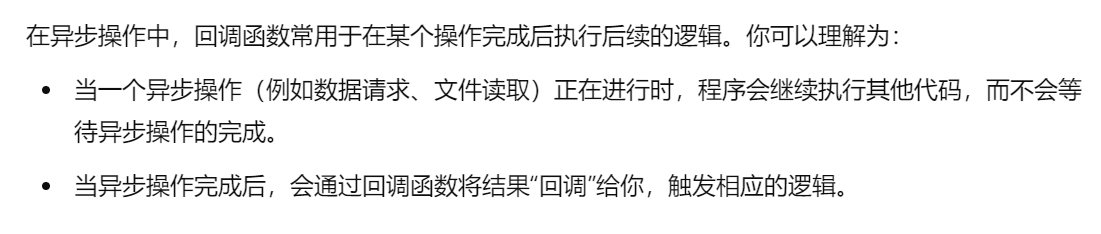 在异步操作中，回调函数常用于在某个操作完成后执行后续的逻辑。你可以理解为：
• 当一个异步操作（例如数据请求、文件读取）正在进行时，程序会继续执行其他代码，而不会等
待异步操作的完成。
• 当异步操作完成后，会通过回调函数将结果“回调”给你，触发相应的逻辑。